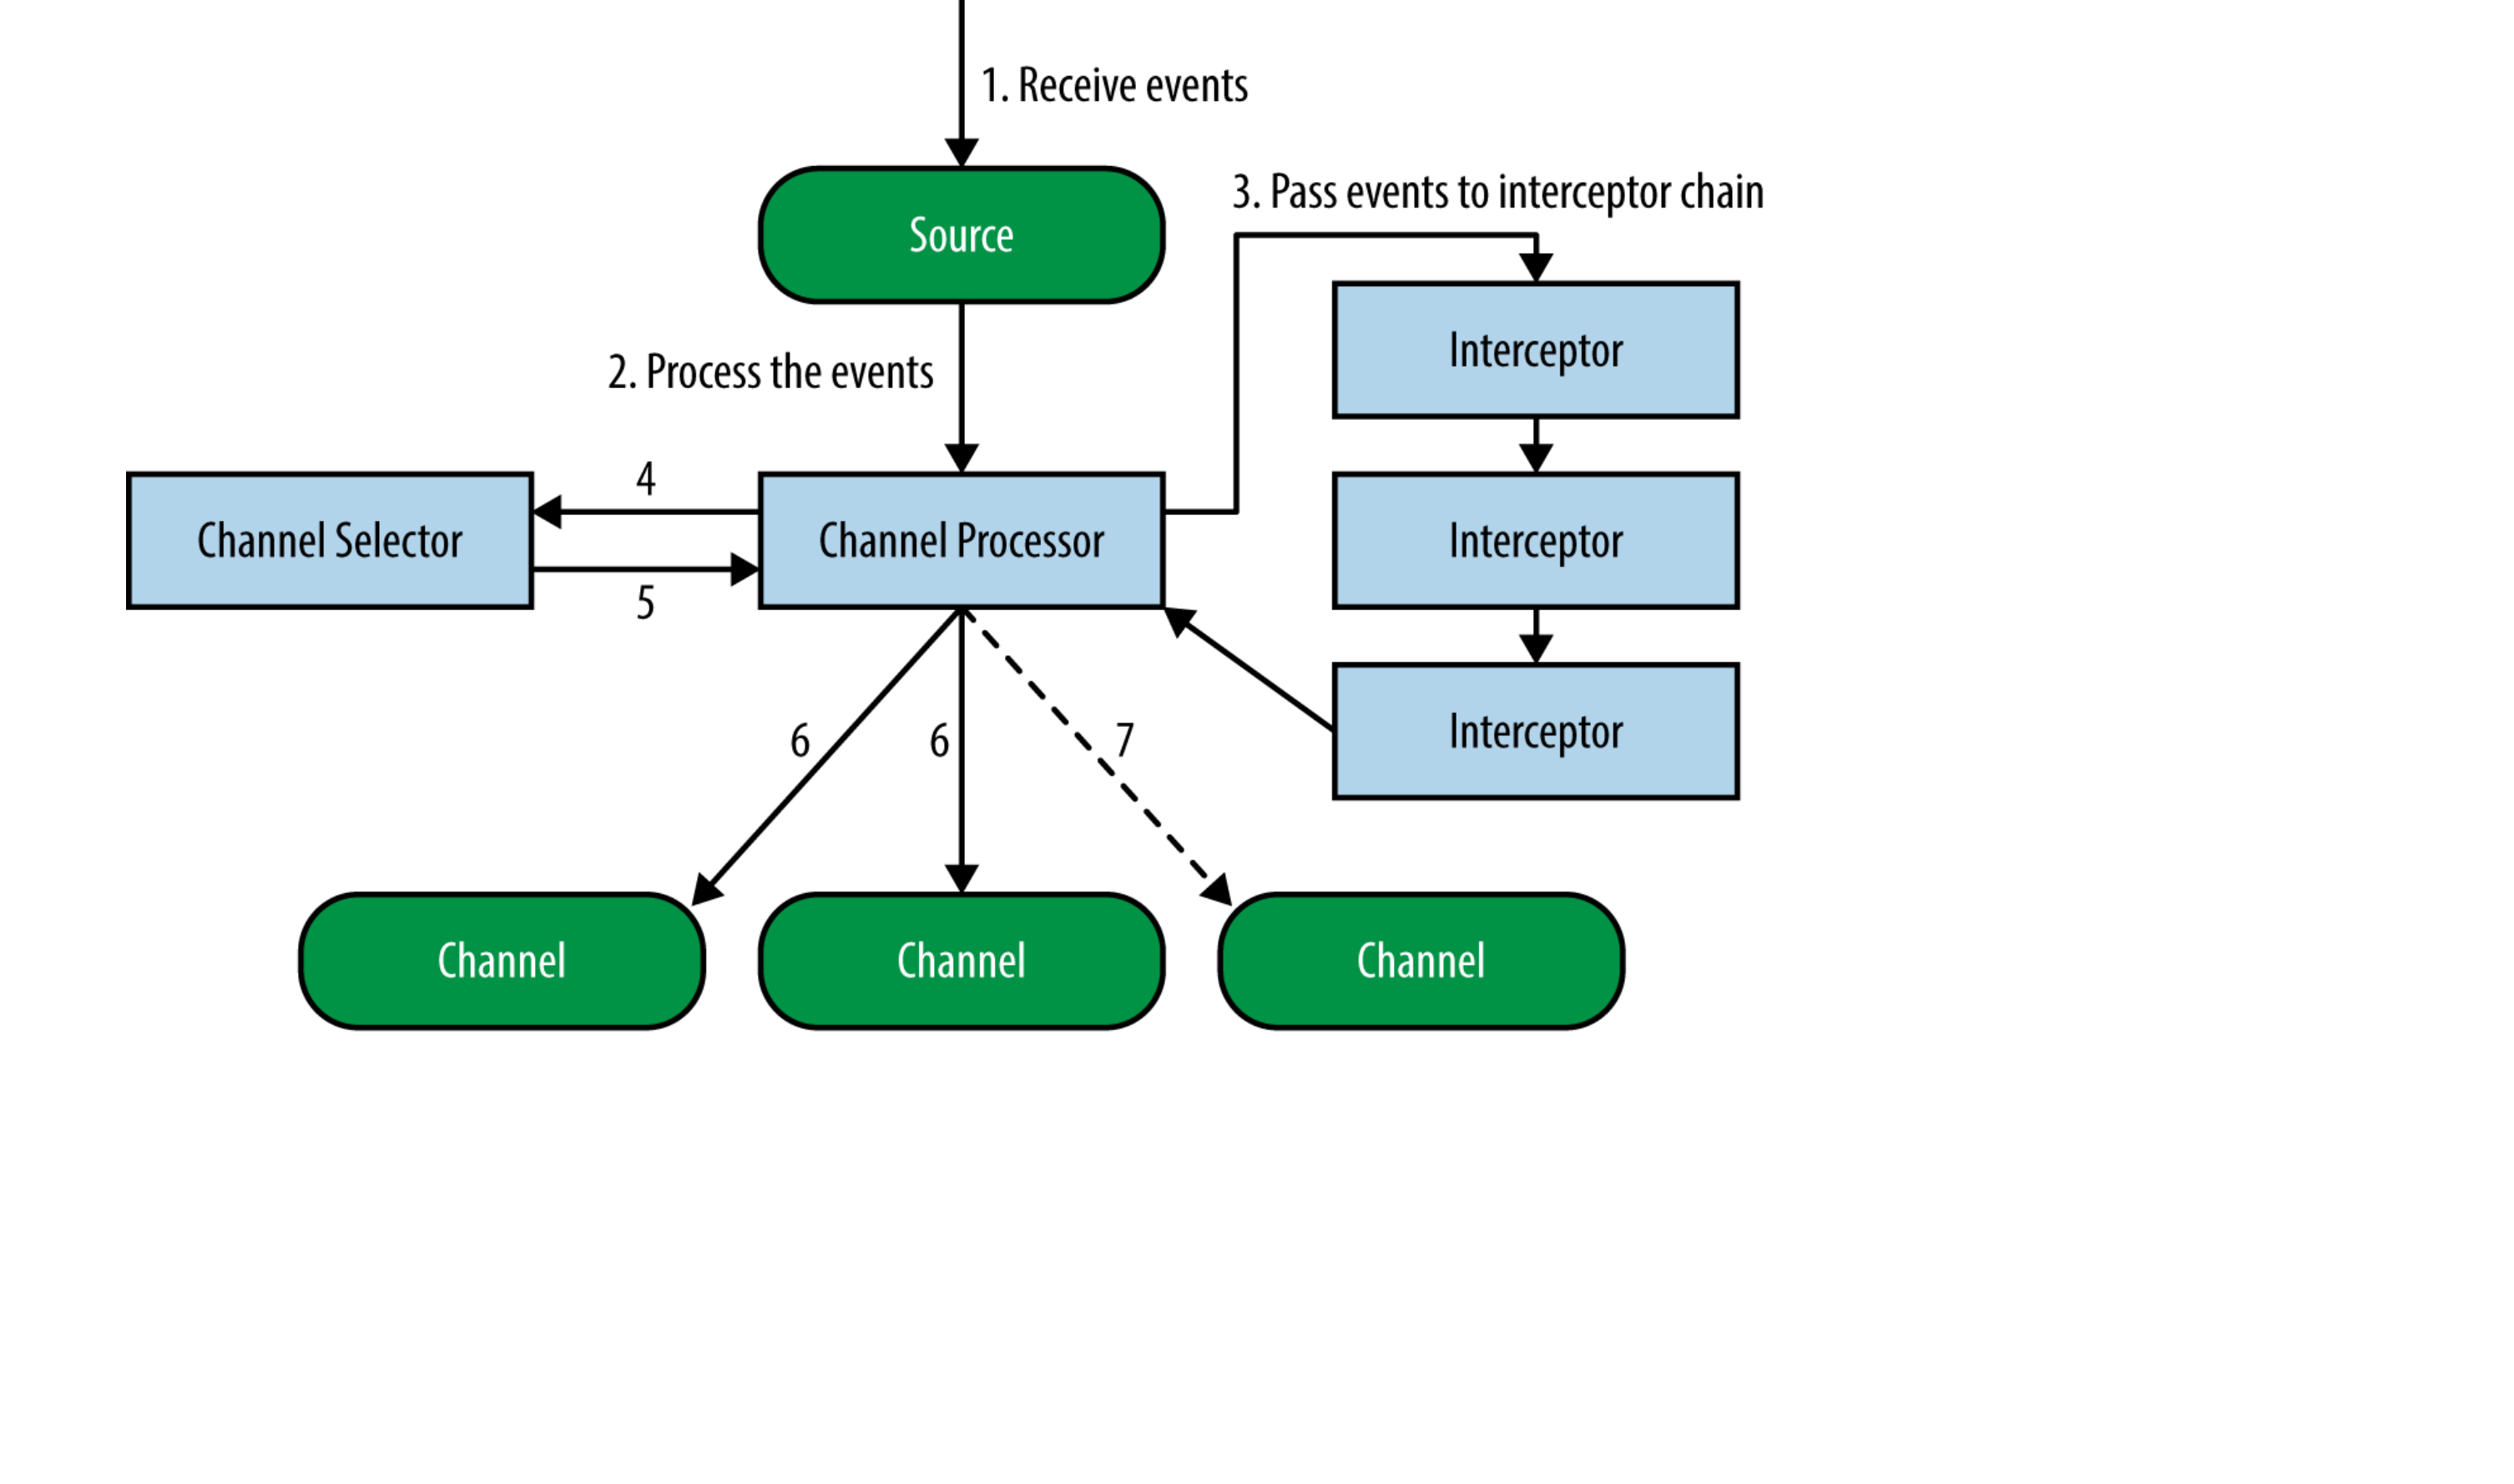 1. Receive events
Source
3. Pass events to interceptor chain
Interceptor
2. Process the events
4
Channel Selector
Channel Processor
Interceptor
5
6
6
7
Interceptor
Channel
Channel
Channel